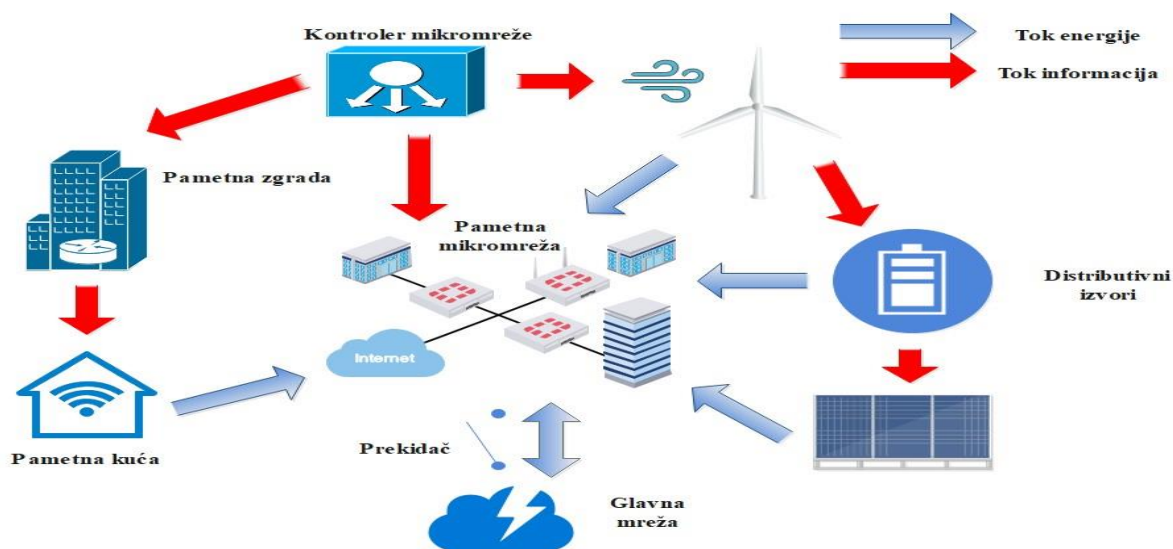 Kontroler mikromreže
Tok energije
Tok informacija
Pametna zgrada
Pametna
mikromreža
Distributivni
izvori
Internet
Pametna kuća
Prekidač
Glavna
mreža